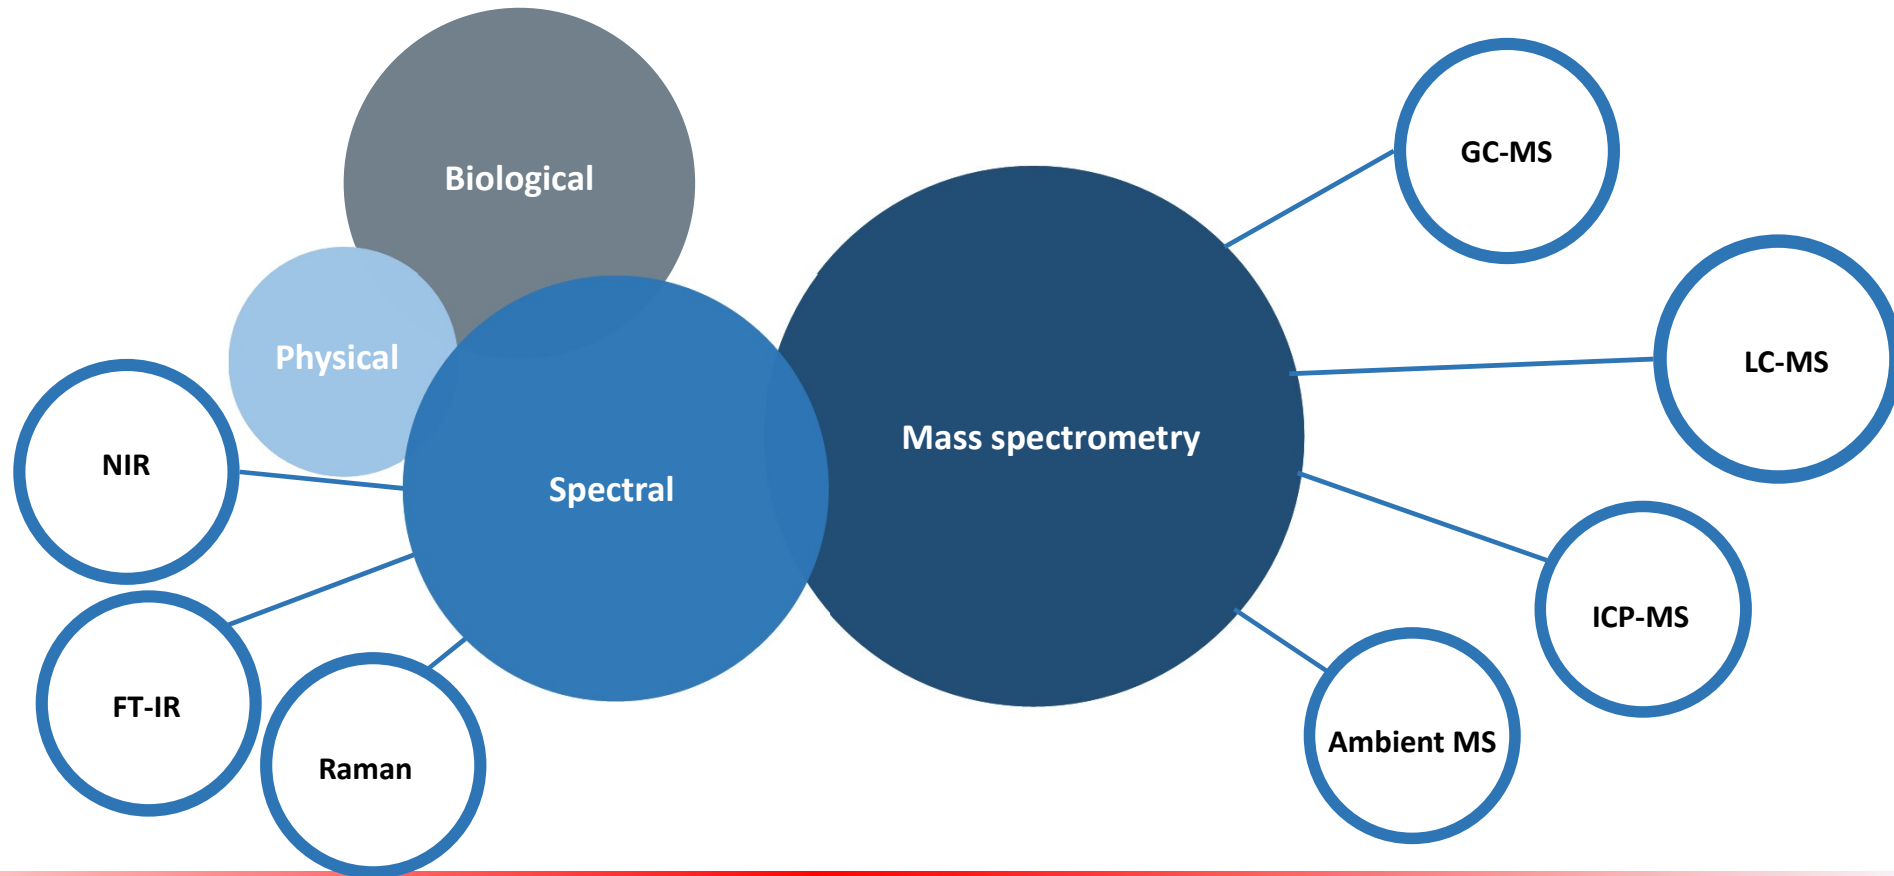 Biological
Physical
Spectral
Mass spectrometry
NIR
FT-IR
Raman
GC-MS
LC-MS
ICP-MS
Ambient MS